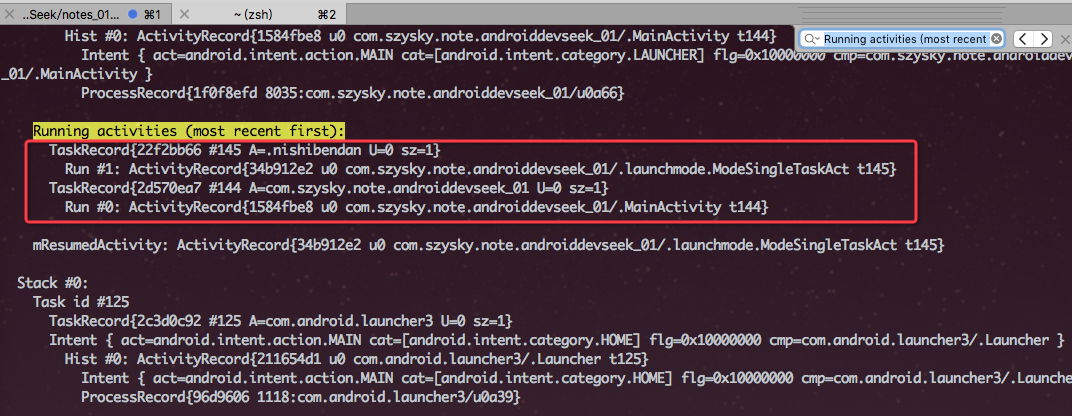 ..Seek/notes_01... ⌘1
~ (zsh) ⌘2
Running activities (most recent
Hist #0: ActivityRecord{1584fbe8 u0 com.szysky.note.androiddevseek_01/.MainActivity t144}
Intent { act=android.intent.action.MAIN cat=[android.intent.category.LAUNCHER] flg=0x10000000 cmp=com.szysky.note.androiddevseek
_01/.MainActivity }
ProcessRecord{1f0f8efd 8035:com.szysky.note.androiddevseek_01/u0a66}
Running activities (most recent first):
TaskRecord{22f2bb66 #145 A=.nishibendan U=0 sz=1}
Run #1: ActivityRecord{34b912e2 u0 com.szysky.note.androiddevseek_01/.launchmode.ModeSingleTaskAct t145}
TaskRecord{2d570ea7 #144 A=com.szysky.note.androiddevseek_01 U=0 sz=1}
Run #0: ActivityRecord{1584fbe8 u0 com.szysky.note.androiddevseek_01/.MainActivity t144}
mResumedActivity: ActivityRecord{34b912e2 u0 com.szysky.note.androiddevseek_01/.launchmode.ModeSingleTaskAct t145}
Stack #0:
Task id #125
TaskRecord{2c3d0c92 #125 A=com.android.launcher3 U=0 sz=1}
Intent { act=android.intent.action.MAIN cat=[android.intent.category.HOME] flg=0x10000000 cmp=com.android.launcher3/.Launcher }
Hist #0: ActivityRecord{211654d1 u0 com.android.launcher3/.Launcher t125}
Intent { act=android.intent.action.MAIN cat=[android.intent.category.HOME] flg=0x10000000 cmp=com.android.launcher3/.Launche
ProcessRecord{96d9606 1118:com.android.launcher3/u0a39}